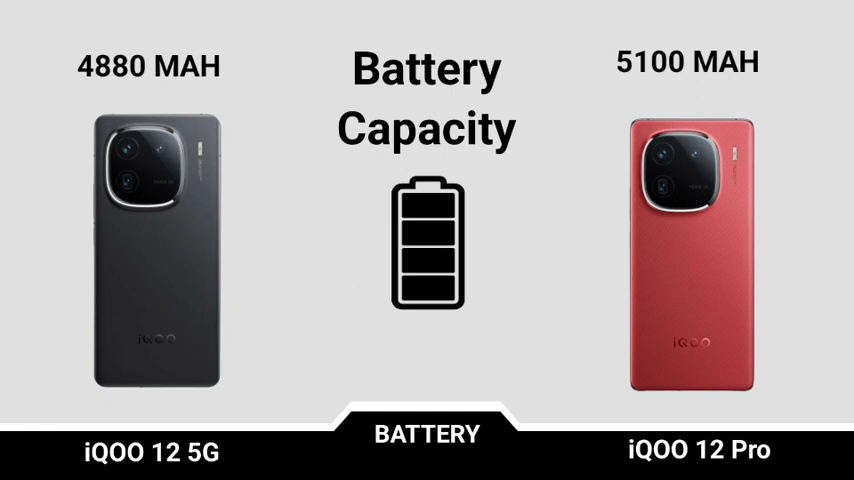 4880 MAH
Battery
Capacity
5100 MAH
iQOO
iQOO
BATTERY
iQOO 12 5G
iQOO 12 Pro